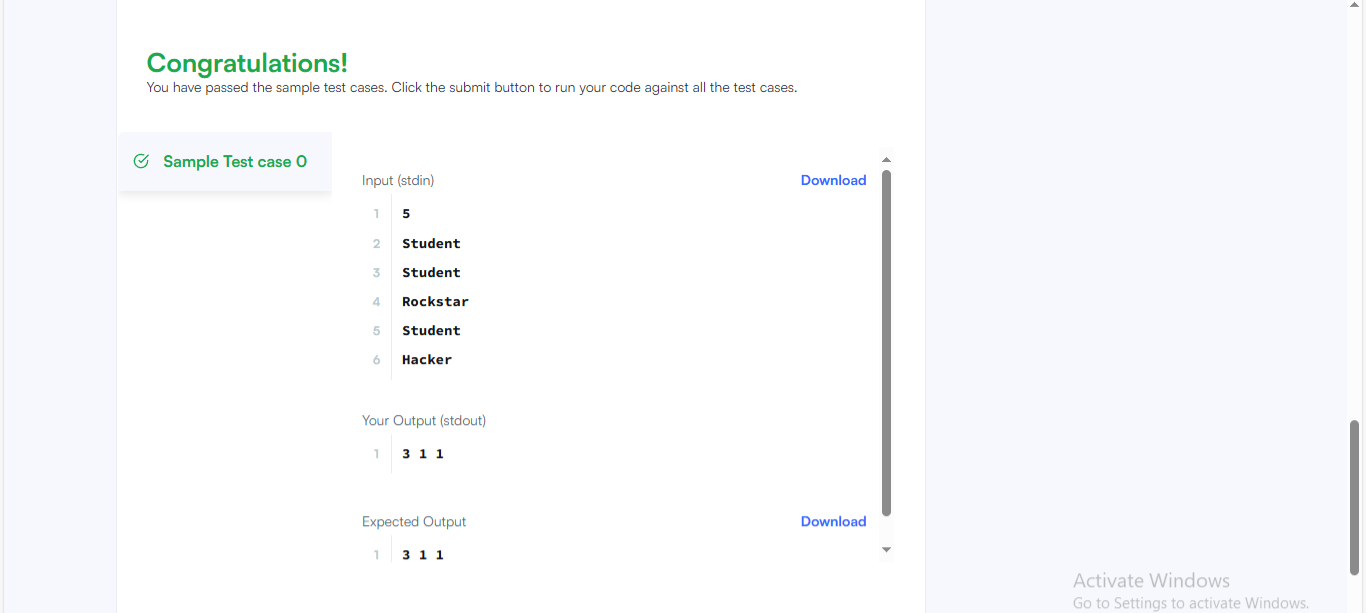 Congratulations!
You have passed the sample test cases. Click the submit button to run your code against all the test cases.
Sample Test case 0
Input (stdin)
Download
1 5
2 Student
3 Student
4 Rockstar
5 Student
6 Hacker
Your Output (stdout)
1 3 1 1
Expected Output
Download
1 3 1 1
Activate Windows
Go to Settings to activate Windows.